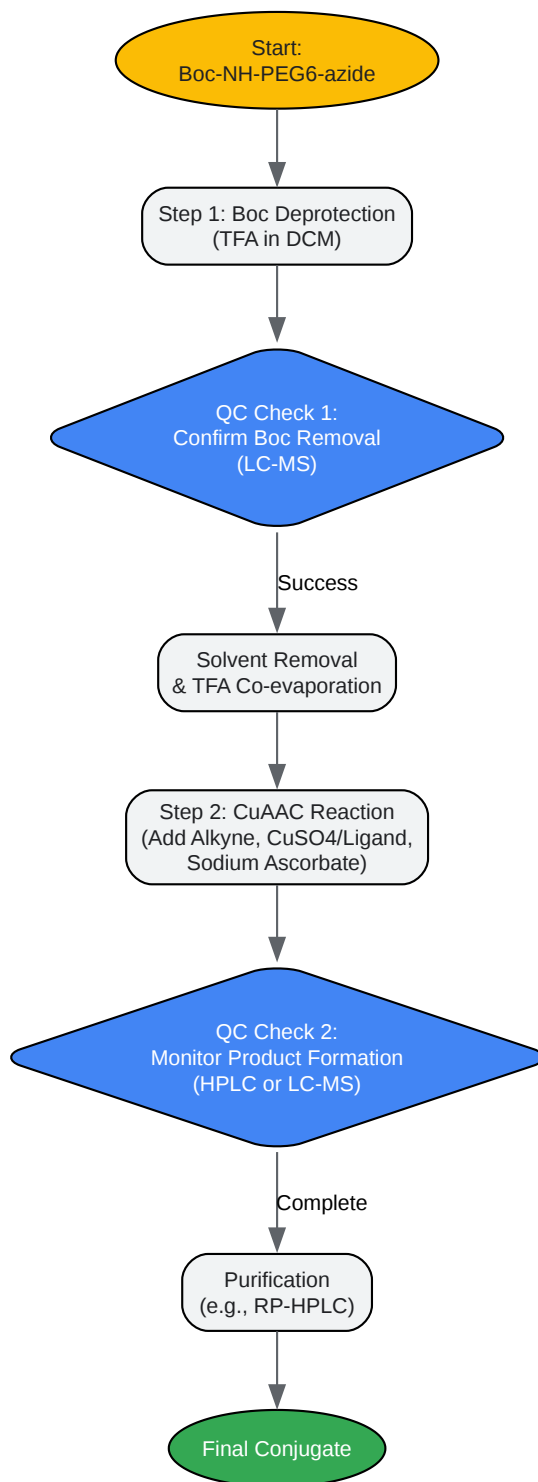 Start:
Boc-NH-PEG6-azide
Step 1: Boc Deprotection
(TFA in DCM)
QC Check 1:
Confirm Boc Removal
(LC-MS)
Success
Solvent Removal
& TFA Co-evaporation
Step 2: CuAAC Reaction
(Add Alkyne, CuSO4/Ligand,
Sodium Ascorbate)
QC Check 2:
Monitor Product Formation
(HPLC or LC-MS)
Complete
Purification
(e.g., RP-HPLC)
Final Conjugate